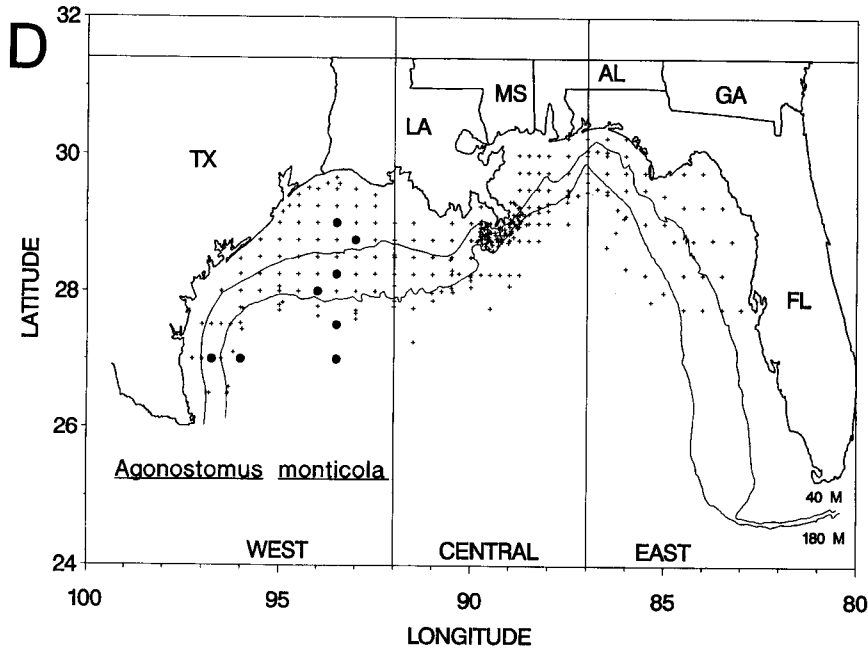 D
32
30
28
26
24
LATITUDE
TX
LA
MS
AL
GA
FL
Agonostomus monticola
40 M
180 M
WEST
CENTRAL
EAST
100
95
90
85
80
LONGITUDE